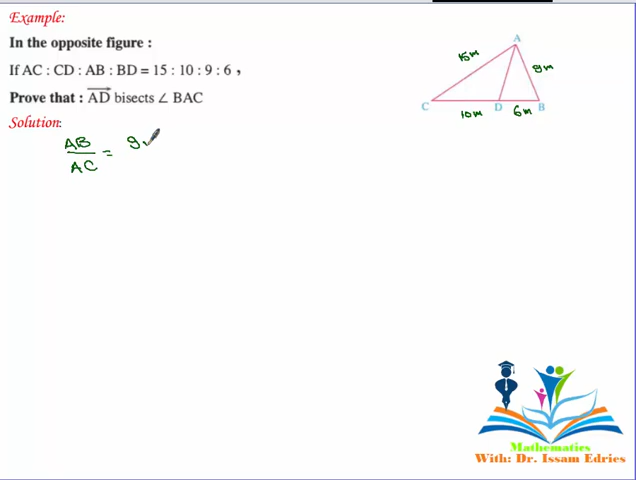 Example:
In the opposite figure :
If AC : CD : AB : BD = 15 : 10 : 9 : 6 ,
Prove that : AD bisects ∠ BAC
Solution:
AB
AC
= 9
A
15m
9m
C
D
B
10m
6m
Mathematics
With: Dr. Issam Edries